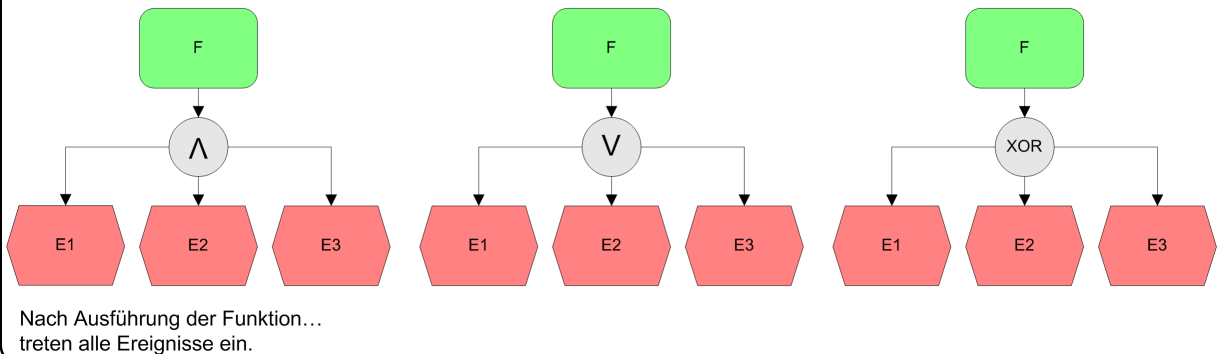 F F F
Λ V XOR
E1 E2 E3 E1 E2 E3 E1 E2 E3
Nach Ausführung der Funktion…
treten alle Ereignisse ein.